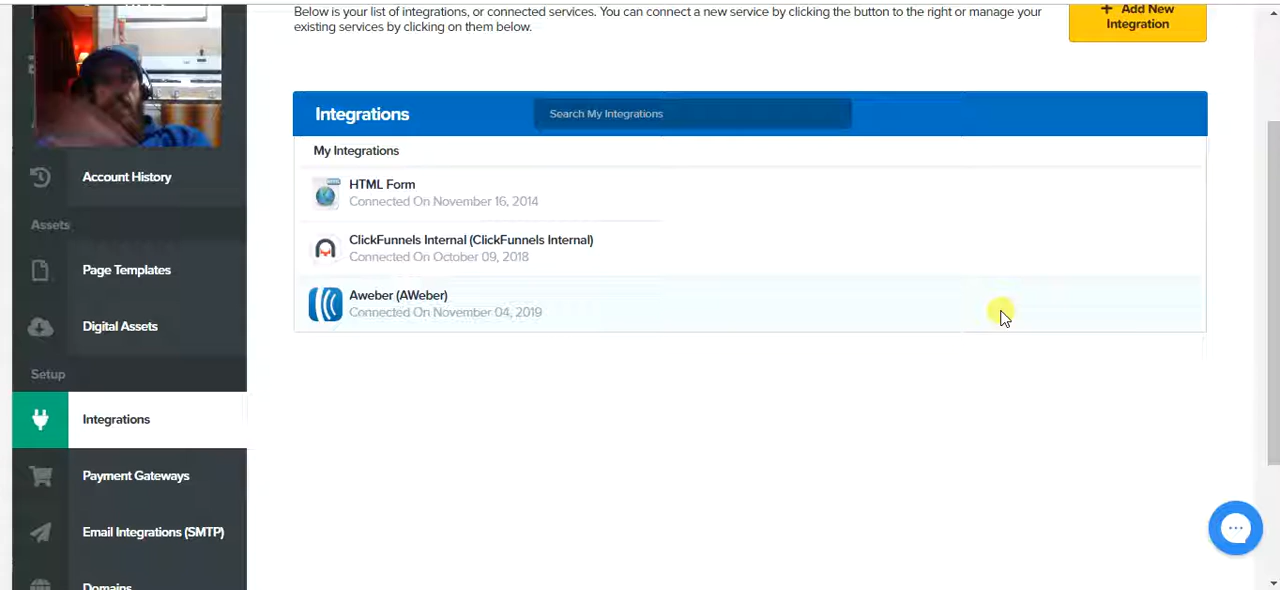 Below is your list of integrations, or connected services. You can connect a new service by clicking the button to the right or manage your
existing services by clicking on them below.
+ Add New
Integration
Integrations
Search My Integrations
My Integrations
HTML Form
Connected On November 16, 2014
ClickFunnels Internal (ClickFunnels Internal)
Connected On October 09, 2018
Aweber (AWeber)
Connected On November 04, 2019
Account History
Assets
Page Templates
Digital Assets
Setup
Integrations
Payment Gateways
Email Integrations (SMTP)
Domains